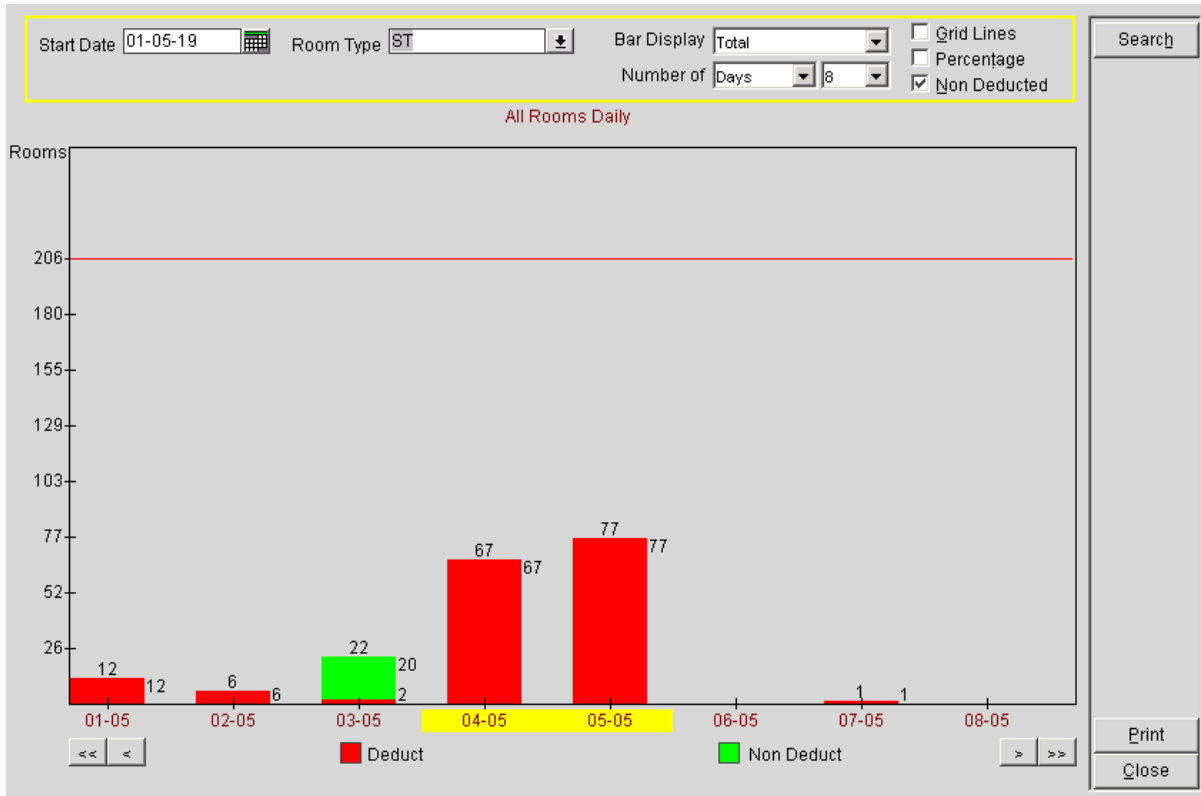 Start Date 01-05-19 Room Type ST Bar Display Total Grid Lines Search
Percentage
Number of Days 8 Non Deducted
All Rooms Daily
Rooms
206
180
155
129
103
77
52
26
12 12
6 6
22 20 2
67 67
77 77
1 1
01-05 02-05 03-05 04-05 05-05 06-05 07-05 08-05
<< < Deduct Non Deduct > >>
Print
Close